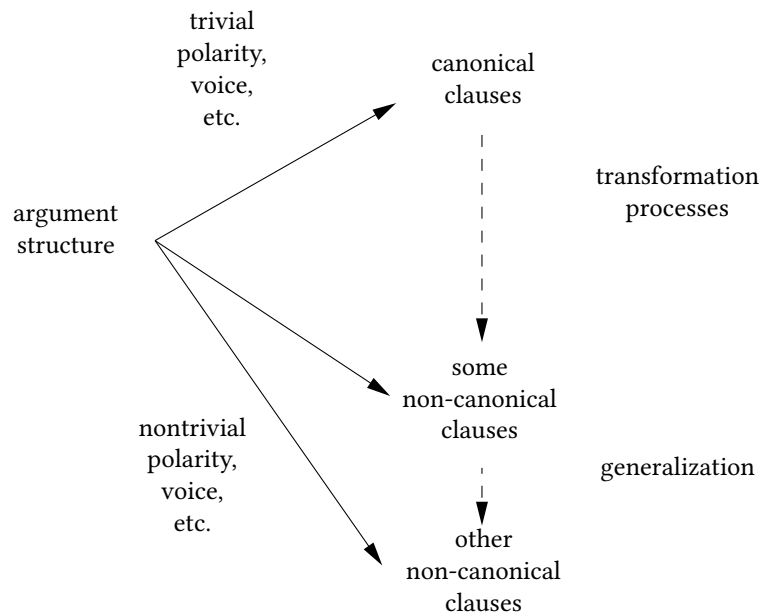 trivial
polarity,
voice,
etc.
canonical
clauses
transformation
processes
argument
structure
some
non-canonical
clauses
nontrivial
polarity,
voice,
etc.
generalization
other
non-canonical
clauses